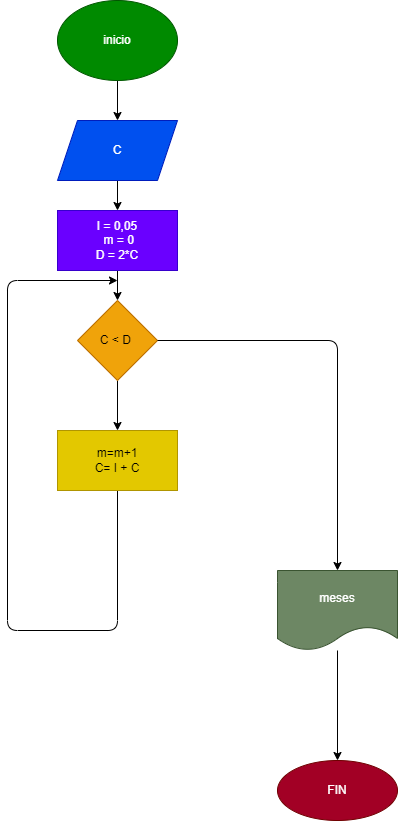 inicio
C
I = 0,05
m = 0
D = 2*C
C < D
m=m+1
C= I + C
meses
FIN